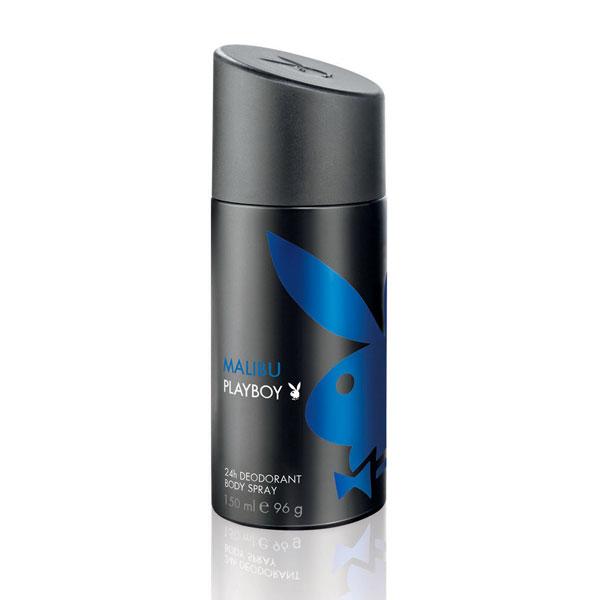 MALIBU
PLAYBOY
24h DEODORANT
BODY SPRAY
150 ml e 96 g